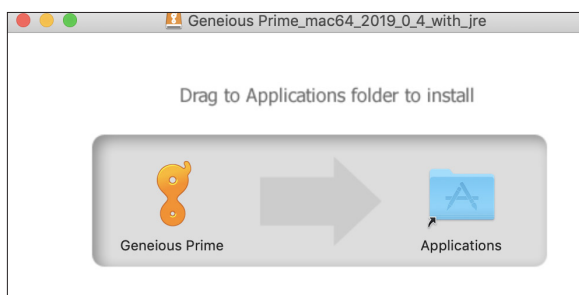 Geneious Prime_mac64_2019_0_4_with_jre
Drag to Applications folder to install
Geneious Prime
Applications